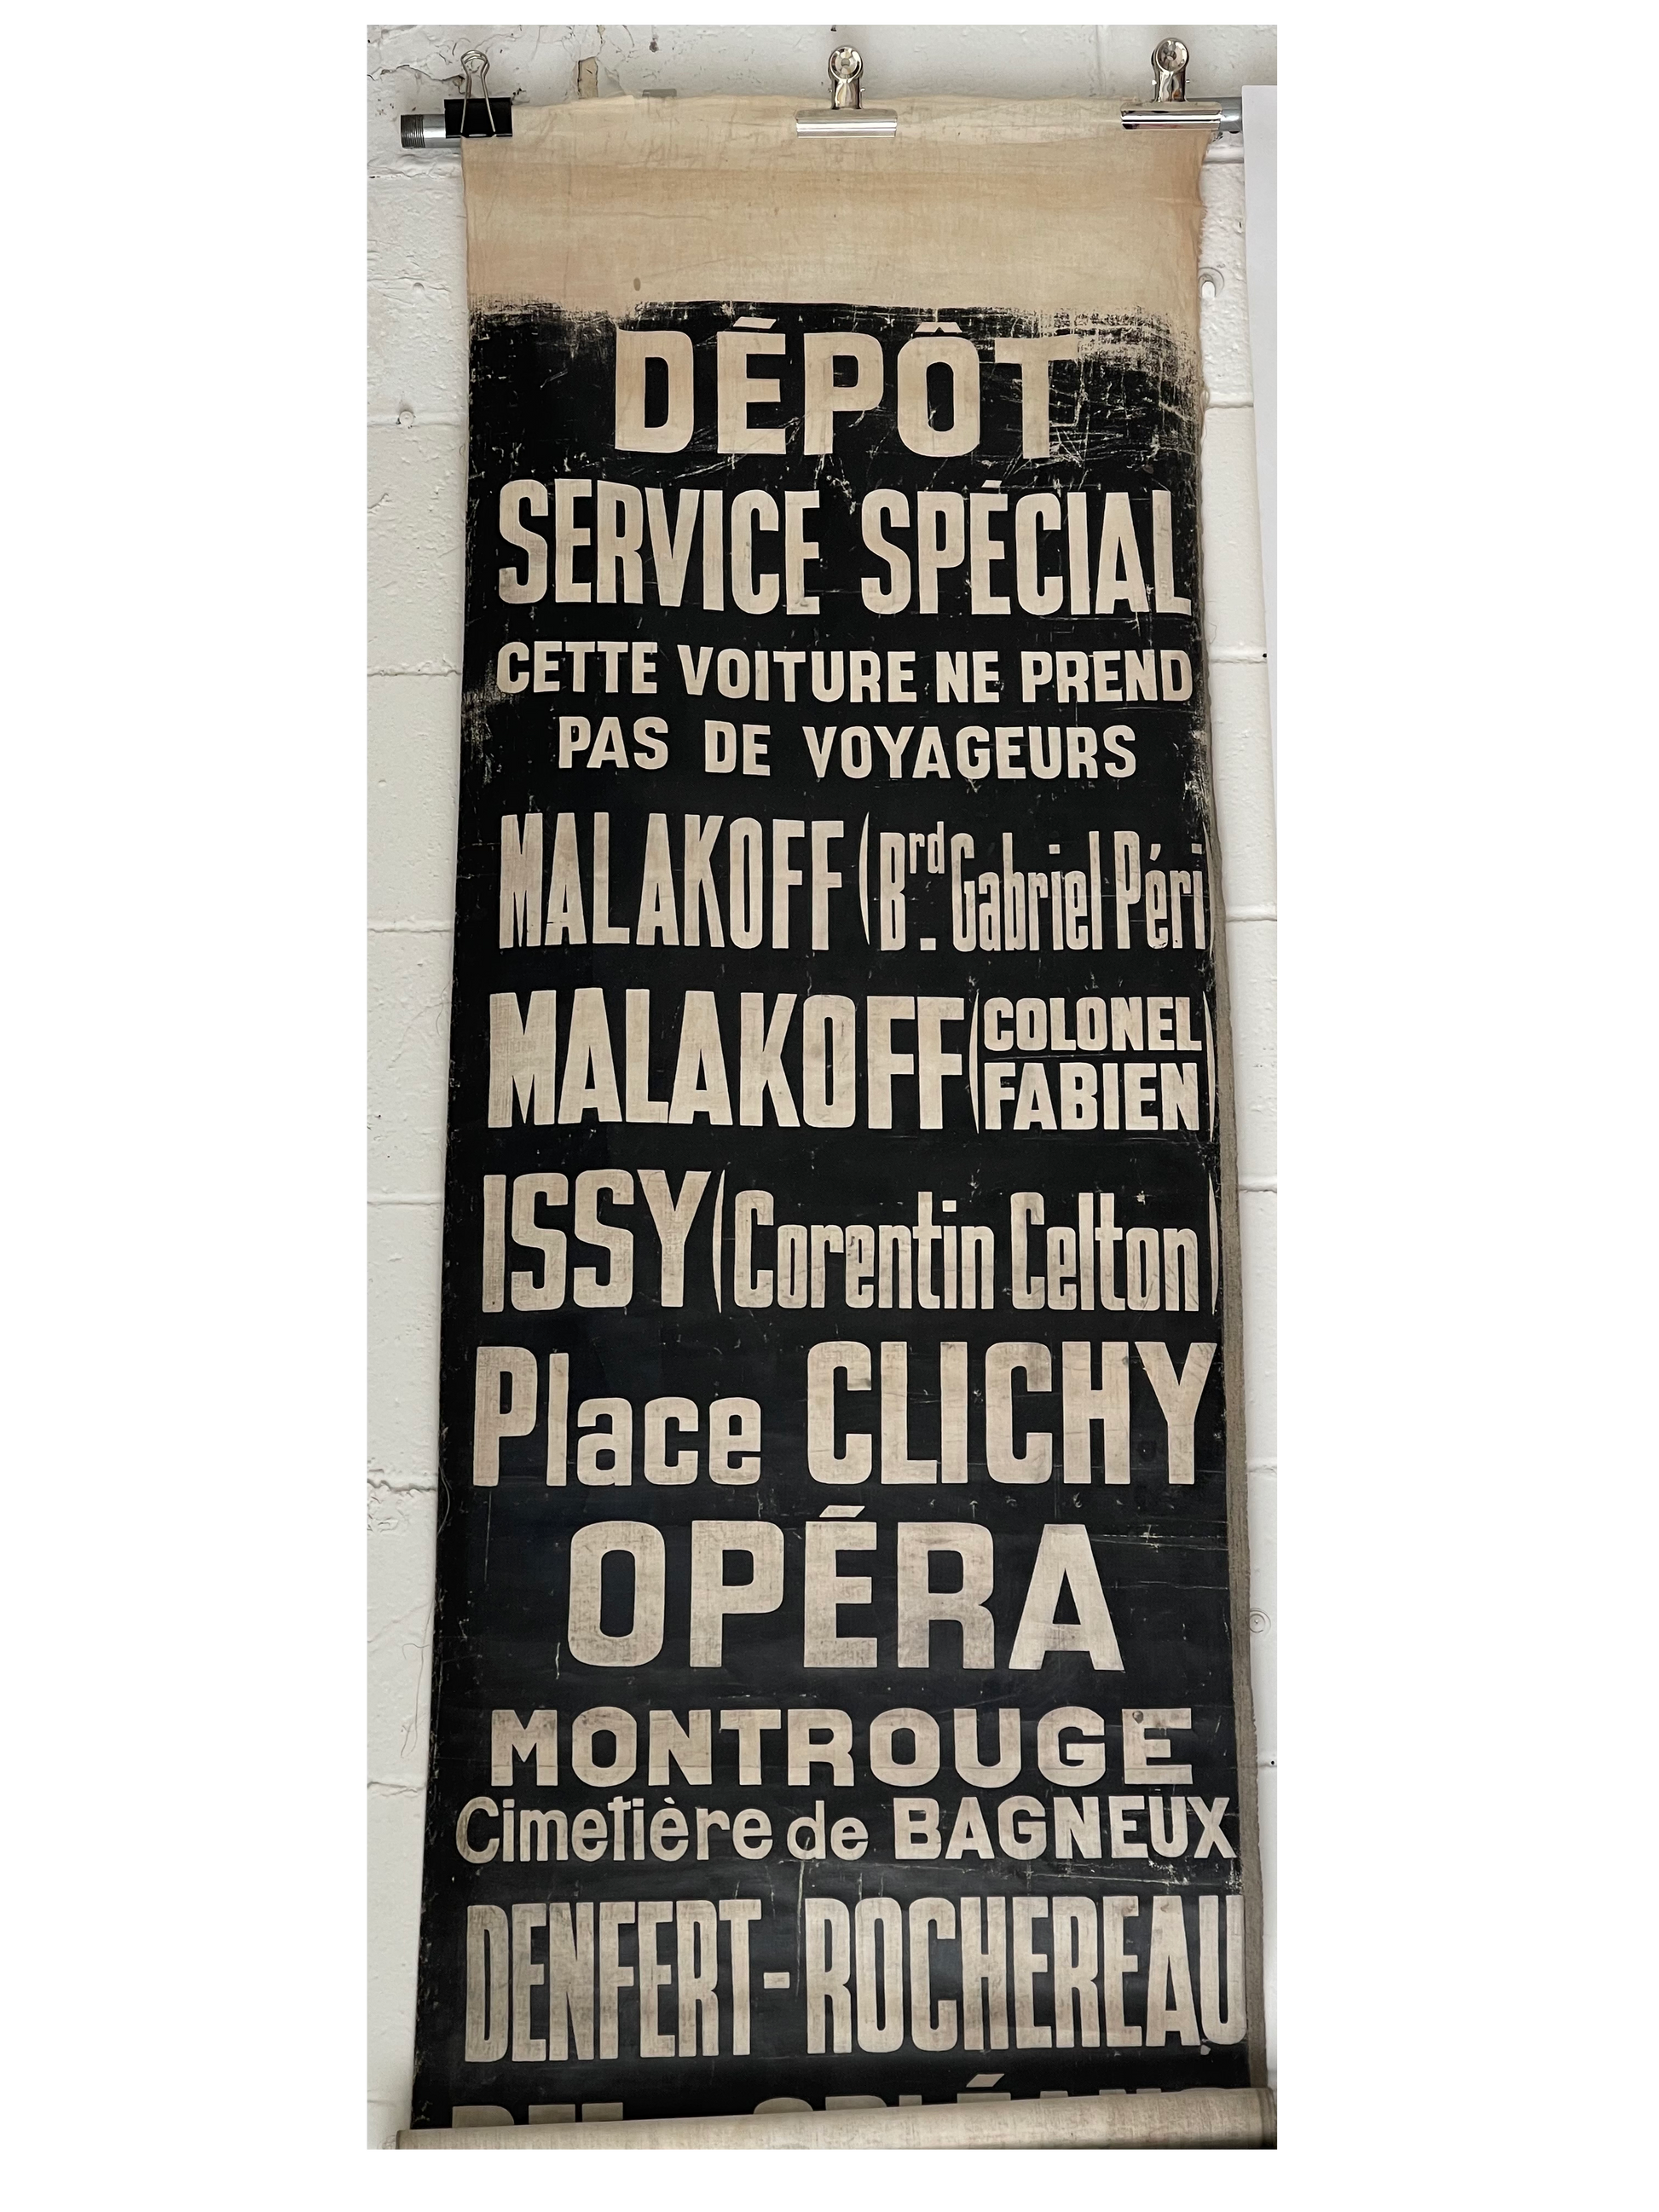 DÉPÔT
SERVICE SPÉCIAL
CETTE VOITURE NE PREND
PAS DE VOYAGEURS
MALAKOFF (Brd. Gabriel Péri)
MALAKOFF (COLONEL
FABIEN)
ISSY (Corentin Celton)
Place CLICHY
OPÉRA
MONTROUGE
Cimetière de BAGNEUX
DENFERT-ROCHEREAU